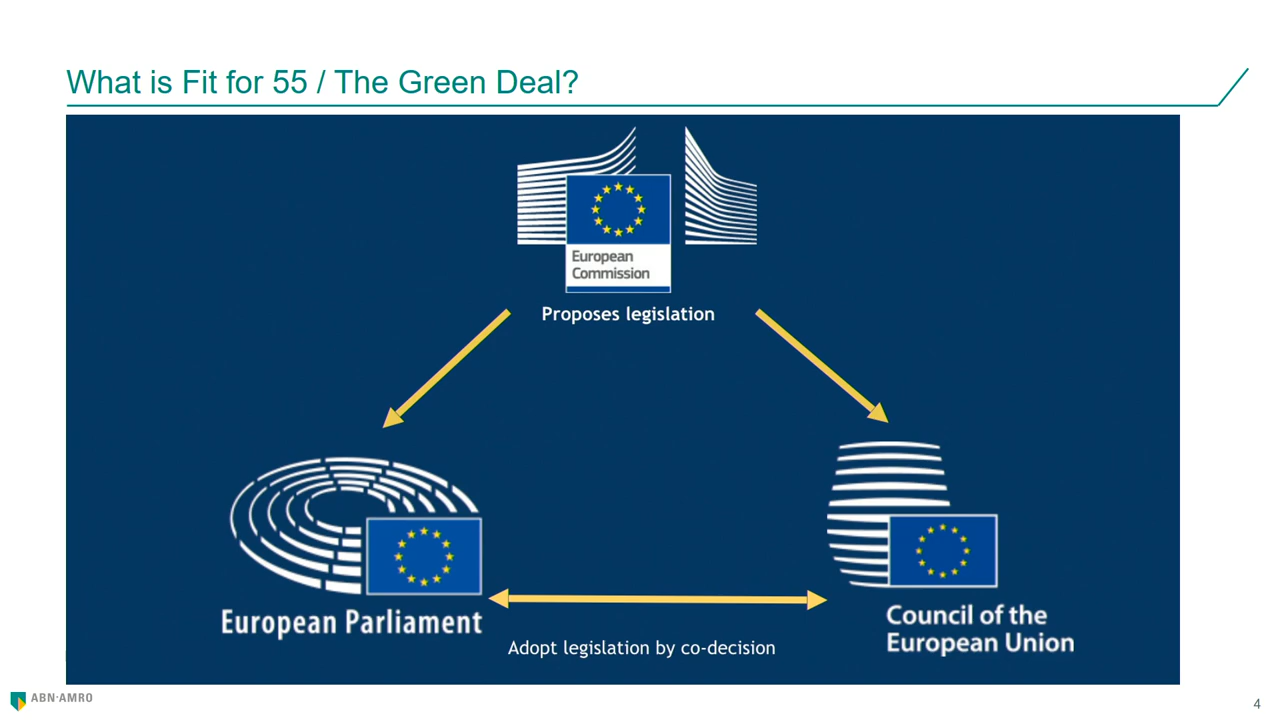 What is Fit for 55 / The Green Deal?
European
Commission
Proposes legislation
European Parliament
Council of the
European Union
Adopt legislation by co-decision
ABN·AMRO
4